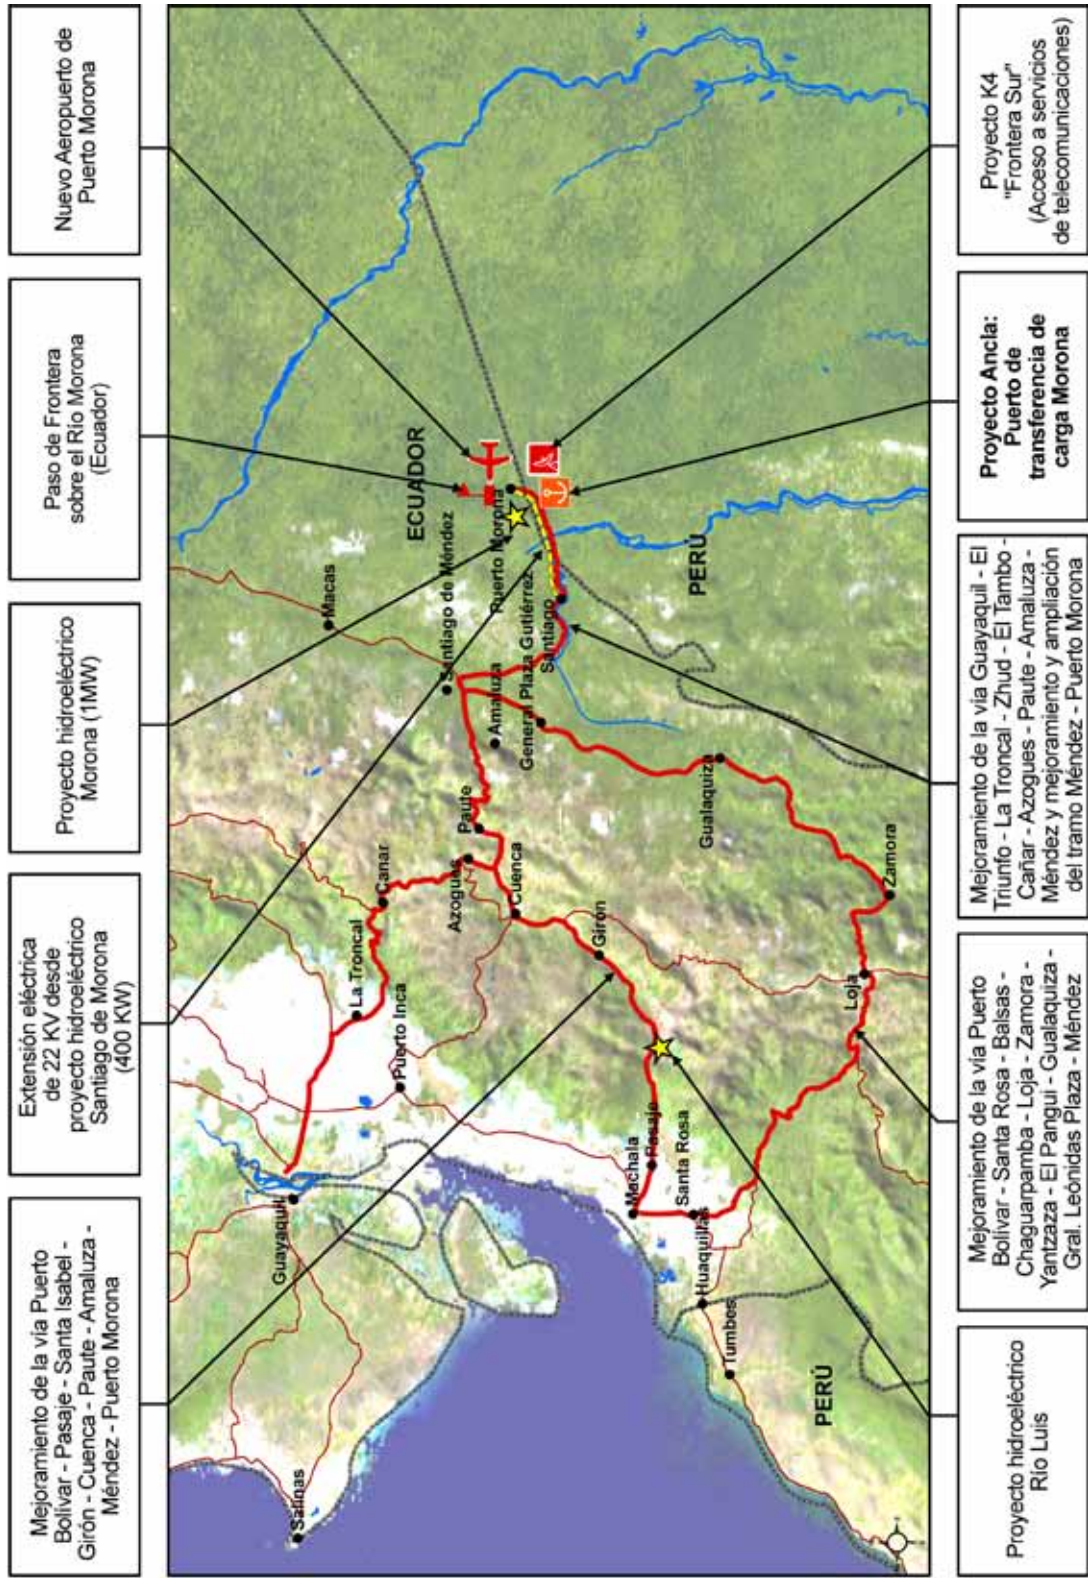 Mejoramiento de la vía Puerto
Bolívar - Pasaje - Santa Isabel -
Girón - Cuenca - Paute - Amaluza -
Méndez - Puerto Morona
Extensión eléctrica
de 22 KV desde
proyecto hidroeléctrico
Santiago de Morona
(400 KW)
Proyecto hidroeléctrico
Morona (1MW)
Paso de Frontera
sobre el Río Morona
(Ecuador)
Nuevo Aeropuerto de
Puerto Morona
Salinas
Guayaquil
La Troncal
Canar
Puerto Inca
Azogues
Paute
Cuenca
Giron
Macas
Santiago de Méndez
Amaluza
General Plaza Gutiérrez
Santiago
Puerto Morona
ECUADOR
PERÚ
Machala
Pasaje
Santa Rosa
Huaquillas
Tumbes
PERÚ
Loja
Zamora
Gualaquiza
Proyecto hidroeléctrico
Río Luis
Mejoramiento de la vía Puerto
Bolívar - Santa Rosa - Balsas -
Chaguarpamba - Loja - Zamora -
Yantzaza - El Pangui - Gualaquiza -
Gral. Leónidas Plaza - Méndez
Mejoramiento de la vía Guayaquil - El
Triunfo - La Troncal - Zhud - El Tambo -
Cañar - Azogues - Paute - Amaluza -
Méndez y mejoramiento y ampliación
del tramo Méndez - Puerto Morona
Proyecto Ancla:
Puerto de
transferencia de
carga Morona
Proyecto K4
"Frontera Sur"
(Acceso a servicios
de telecomunicaciones)